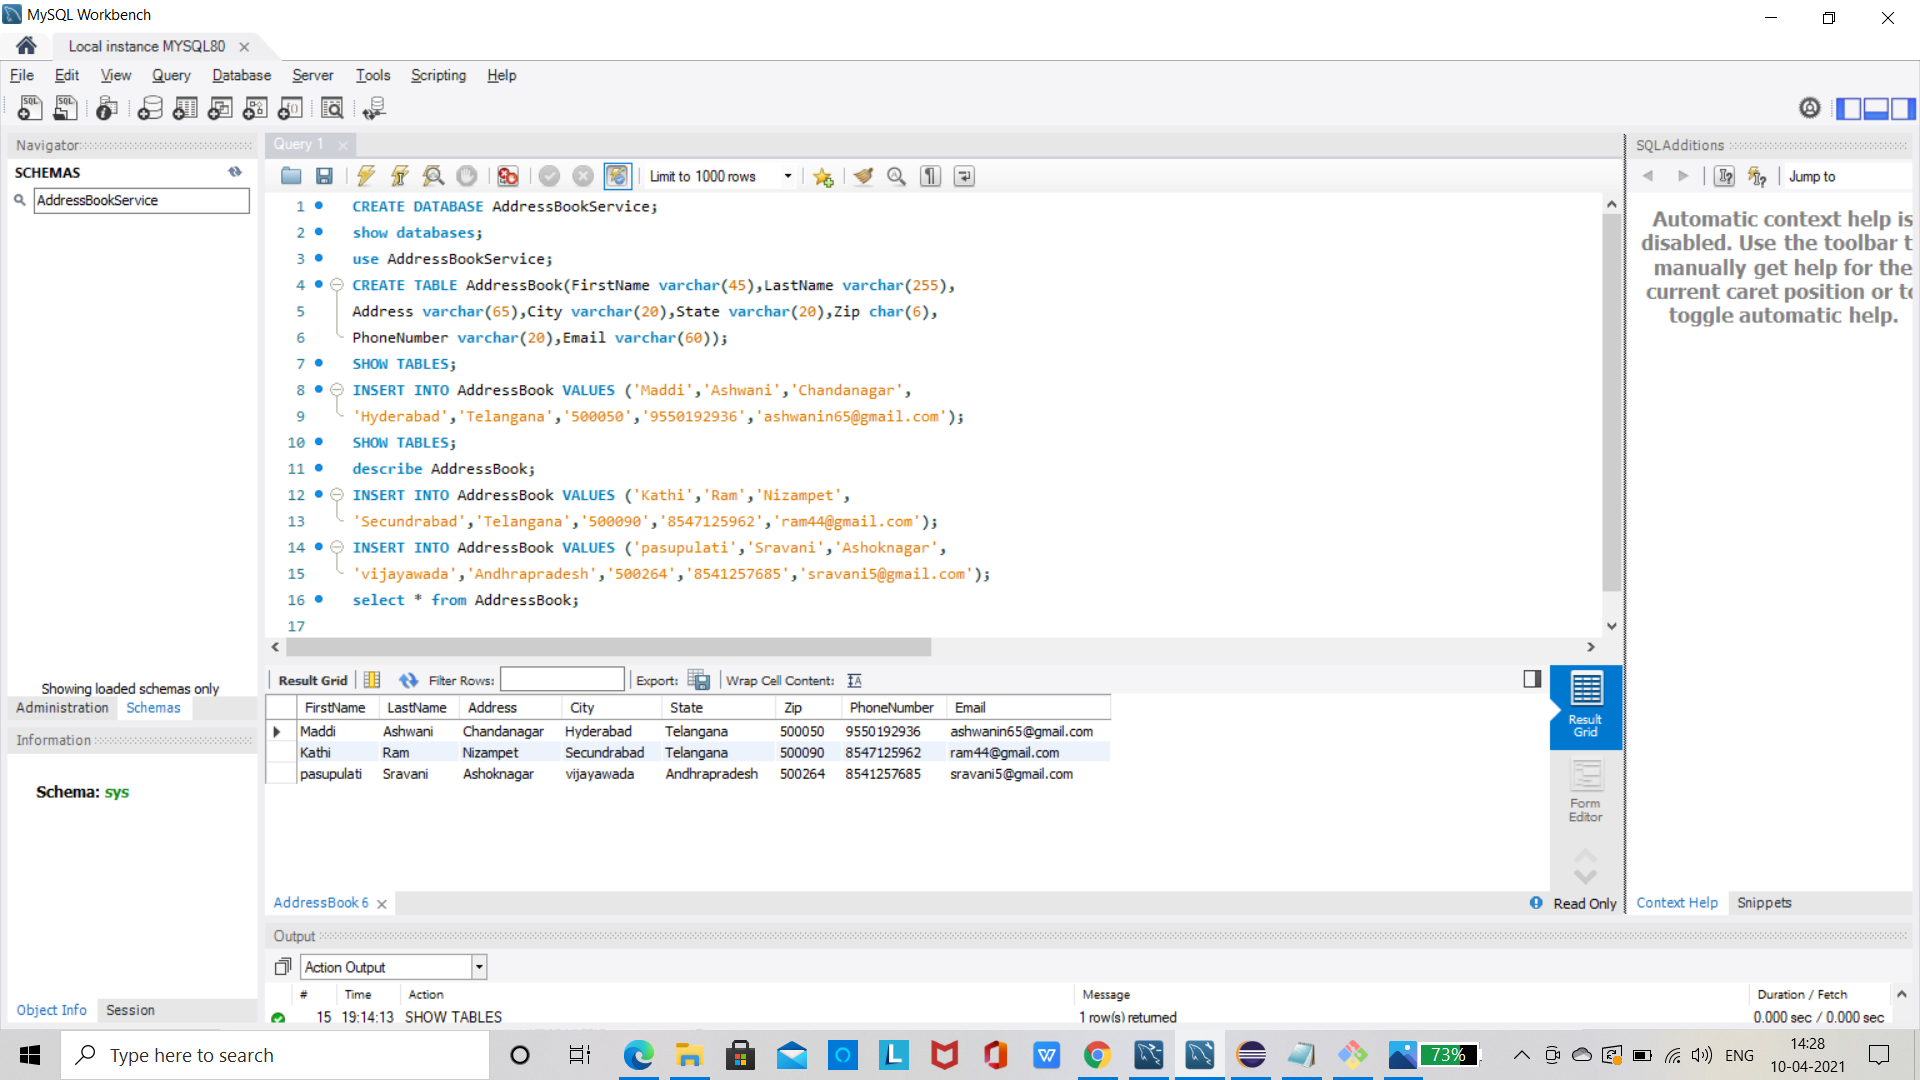 MySQL Workbench
Local instance MYSQL80
File Edit View Query Database Server Tools Scripting Help
Navigator
SCHEMAS
AddressBookService
Showing loaded schemas only
Administration Schemas
Information
Schema: sys
Object Info Session
Query 1
Limit to 1000 rows
1 CREATE DATABASE AddressBookService;
2 show databases;
3 use AddressBookService;
4 CREATE TABLE AddressBook(FirstName varchar(45),LastName varchar(255),
5 Address varchar(65),City varchar(20),State varchar(20),Zip char(6),
6 PhoneNumber varchar(20),Email varchar(60));
7 SHOW TABLES;
8 INSERT INTO AddressBook VALUES ('Maddi','Ashwani','Chandanagar',
9 'Hyderabad','Telangana','500050','9550192936','ashwanin65@gmail.com');
10 SHOW TABLES;
11 describe AddressBook;
12 INSERT INTO AddressBook VALUES ('Kathi','Ram','Nizampet',
13 'Secundrabad','Telangana','500090','8547125962','ram44@gmail.com');
14 INSERT INTO AddressBook VALUES ('pasupulati','Sravani','Ashoknagar',
15 'vijayawada','Andhrapradesh','500264','8541257685','sravani5@gmail.com');
16 select * from AddressBook;
17
Result Grid Filter Rows: Export: Wrap Cell Content:
FirstName LastName Address City State Zip PhoneNumber Email
Maddi Ashwani Chandanagar Hyderabad Telangana 500050 9550192936 ashwanin65@gmail.com
Kathi Ram Nizampet Secundrabad Telangana 500090 8547125962 ram44@gmail.com
pasupulati Sravani Ashoknagar vijayawada Andhrapradesh 500264 8541257685 sravani5@gmail.com
Result
Grid
Form
Editor
AddressBook 6
Read Only
SQLAdditions
Jump to
Automatic context help is
disabled. Use the toolbar t
manually get help for the
current caret position or to
toggle automatic help.
Context Help Snippets
Output
Action Output
# Time Action Message Duration / Fetch
15 19:14:13 SHOW TABLES 1 row(s) returned 0.000 sec / 0.000 sec
Type here to search
73%
ENG
14:28
10-04-2021